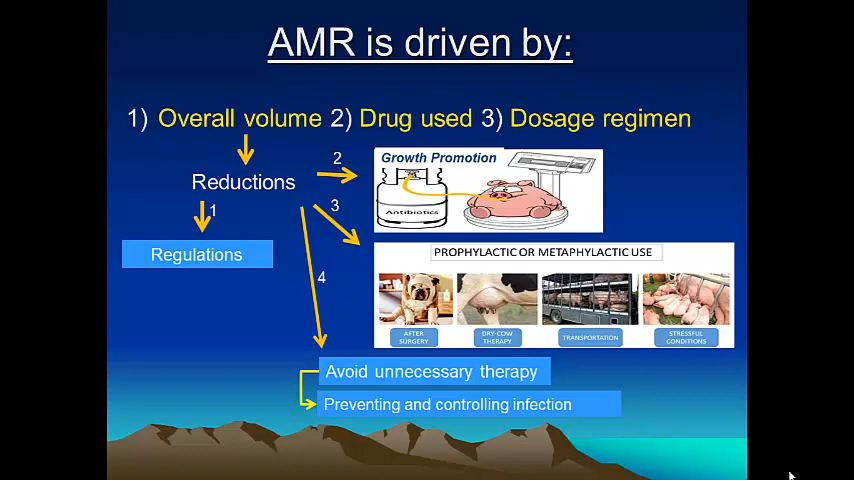 AMR is driven by:
1) Overall volume 2) Drug used 3) Dosage regimen
Reductions
2
Growth Promotion
Antibiotics
1
3
Regulations
PROPHYLACTIC OR METAPHYLACTIC USE
4
AFTER
SURGERY
DRY-COW
THERAPY
TRANSPORTATION
STRESSFUL
CONDITIONS
Avoid unnecessary therapy
Preventing and controlling infection